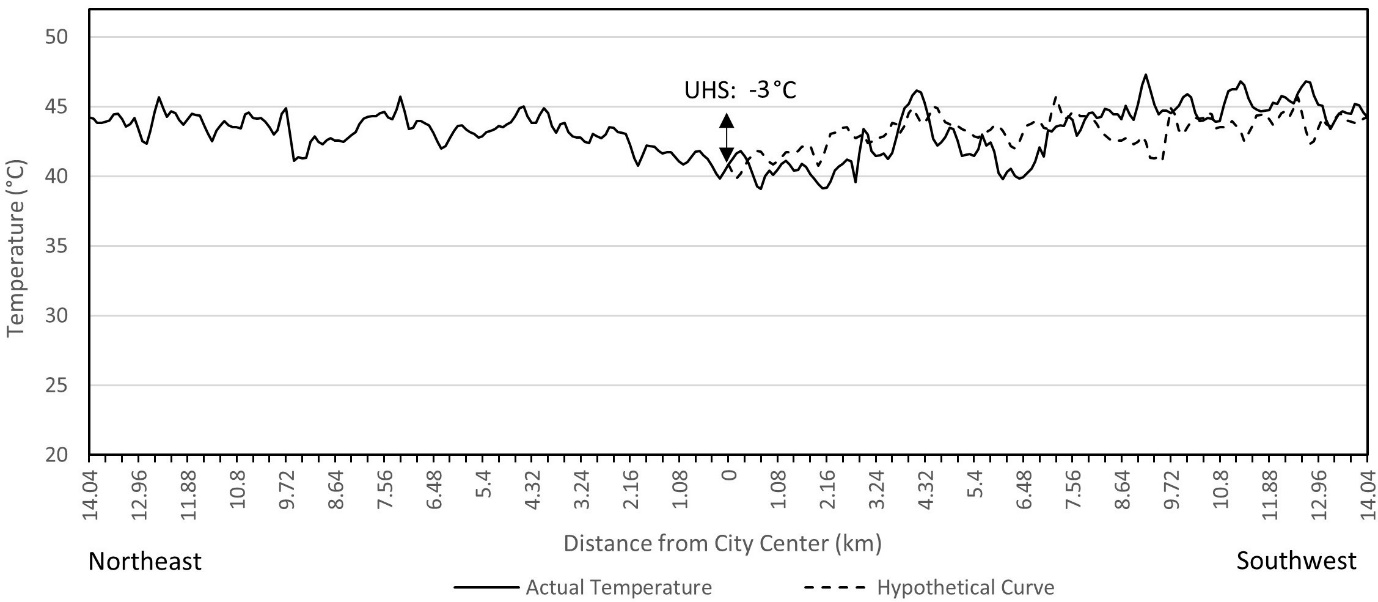 50
45
40
35
30
25
20
Temperature (°C)
UHS: -3°C
14.04 12.96 11.88 10.8 9.72 8.64 7.56 6.48 5.4 4.32 3.24 2.16 1.08 0 1.08 2.16 3.24 4.32 5.4 6.48 7.56 8.64 9.72 10.8 11.88 12.96 14.04
Distance from City Center (km)
Northeast
Southwest
Actual Temperature
Hypothetical Curve